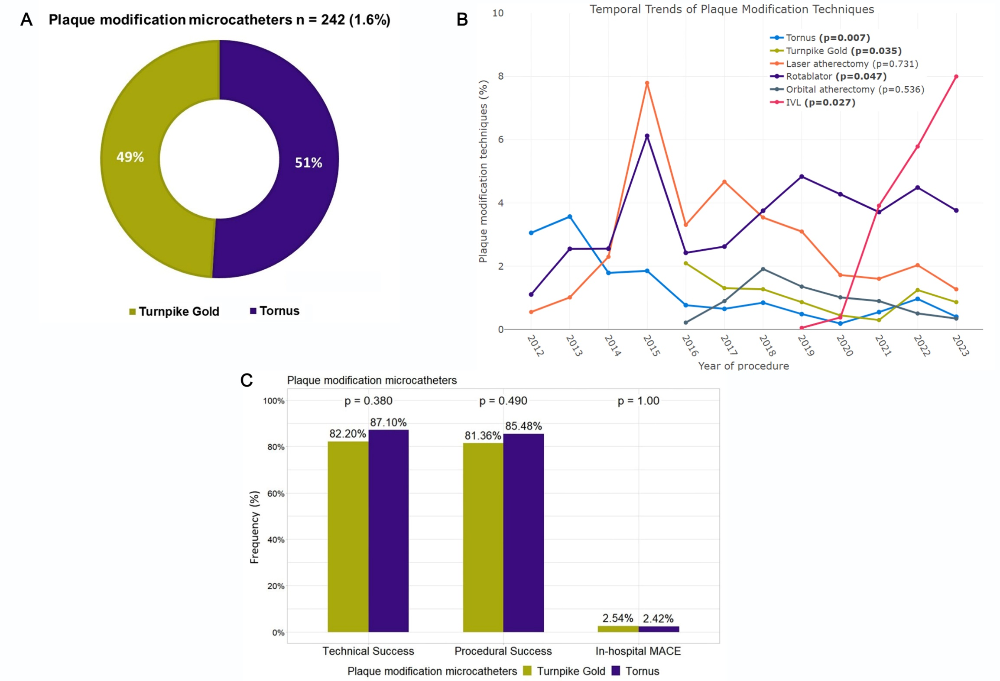 A
Plaque modification microcatheters n = 242 (1.6%)
49%
51%
Turnpike Gold
Tornus
B
Temporal Trends of Plaque Modification Techniques
Tornus (p=0.007)
Turnpike Gold (p=0.035)
Laser atherectomy (p=0.731)
Rotablator (p=0.047)
Orbital atherectomy (p=0.536)
IVL (p=0.027)
Plaque modification techniques (%)
10
8
6
4
2
0
2012
2013
2014
2015
2016
2017
2018
2019
2020
2021
2022
2023
Year of procedure
C
Plaque modification microcatheters
p = 0.380
p = 0.490
p = 1.00
Frequency (%)
100%
80%
60%
40%
20%
0%
82.20%
87.10%
81.36%
85.48%
2.54%
2.42%
Technical Success
Procedural Success
In-hospital MACE
Plaque modification microcatheters Turnpike Gold Tornus